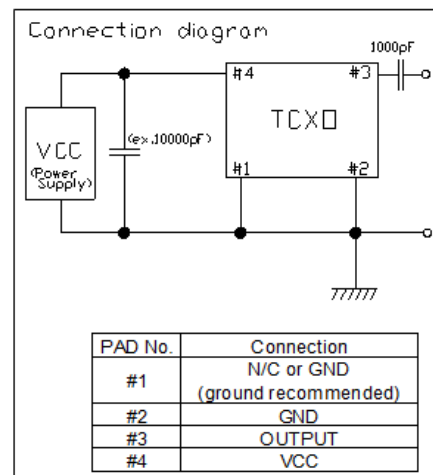 Connection diagram
1000pF
#4
#3
TCXO
VCC
(Power
Supply)
(ex.10000pF)
#1
#2
PAD No.
Connection
#1
N/C or GND
(ground recommended)
#2
GND
#3
OUTPUT
#4
VCC